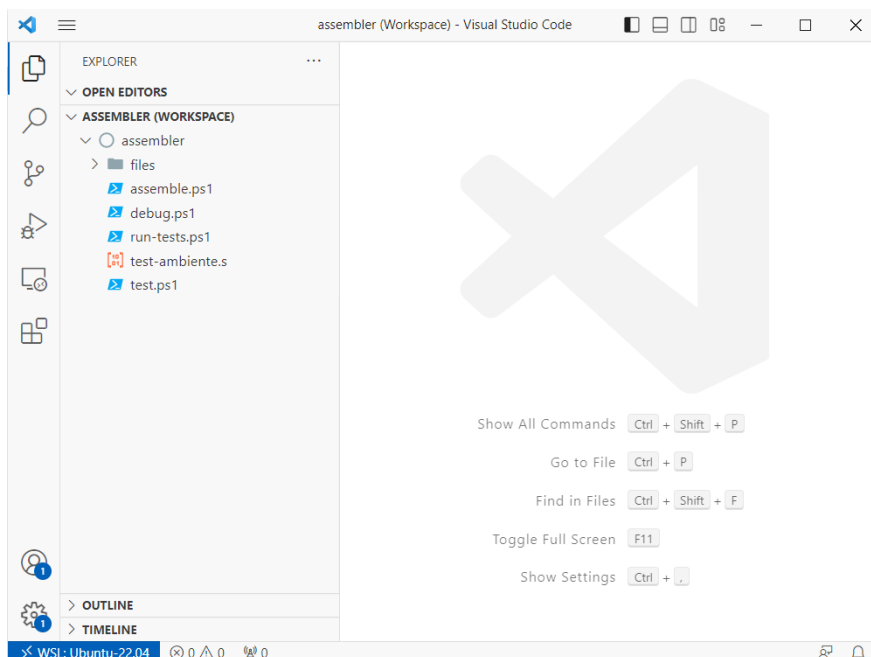 assembler (Workspace) - Visual Studio Code
EXPLORER
OPEN EDITORS
ASSEMBLER (WORKSPACE)
assembler
files
assemble.ps1
debug.ps1
run-tests.ps1
test-ambiente.s
test.ps1
Show All Commands Ctrl + Shift + P
Go to File Ctrl + P
Find in Files Ctrl + Shift + F
Toggle Full Screen F11
Show Settings Ctrl + ,
1
OUTLINE
1
TIMELINE
WSL: Ubuntu-22.04 0 0 0